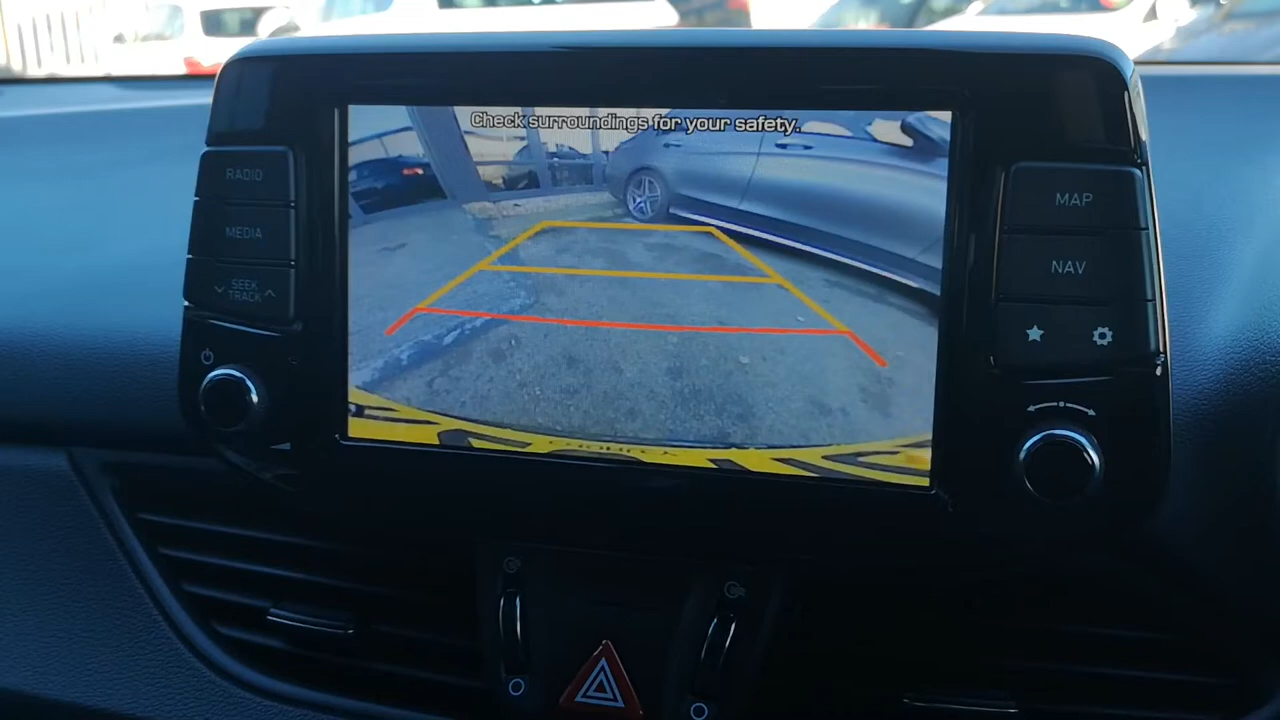 Check surroundings for your safety.
RADIO
MEDIA
SEEK
TRACK
MAP
NAV